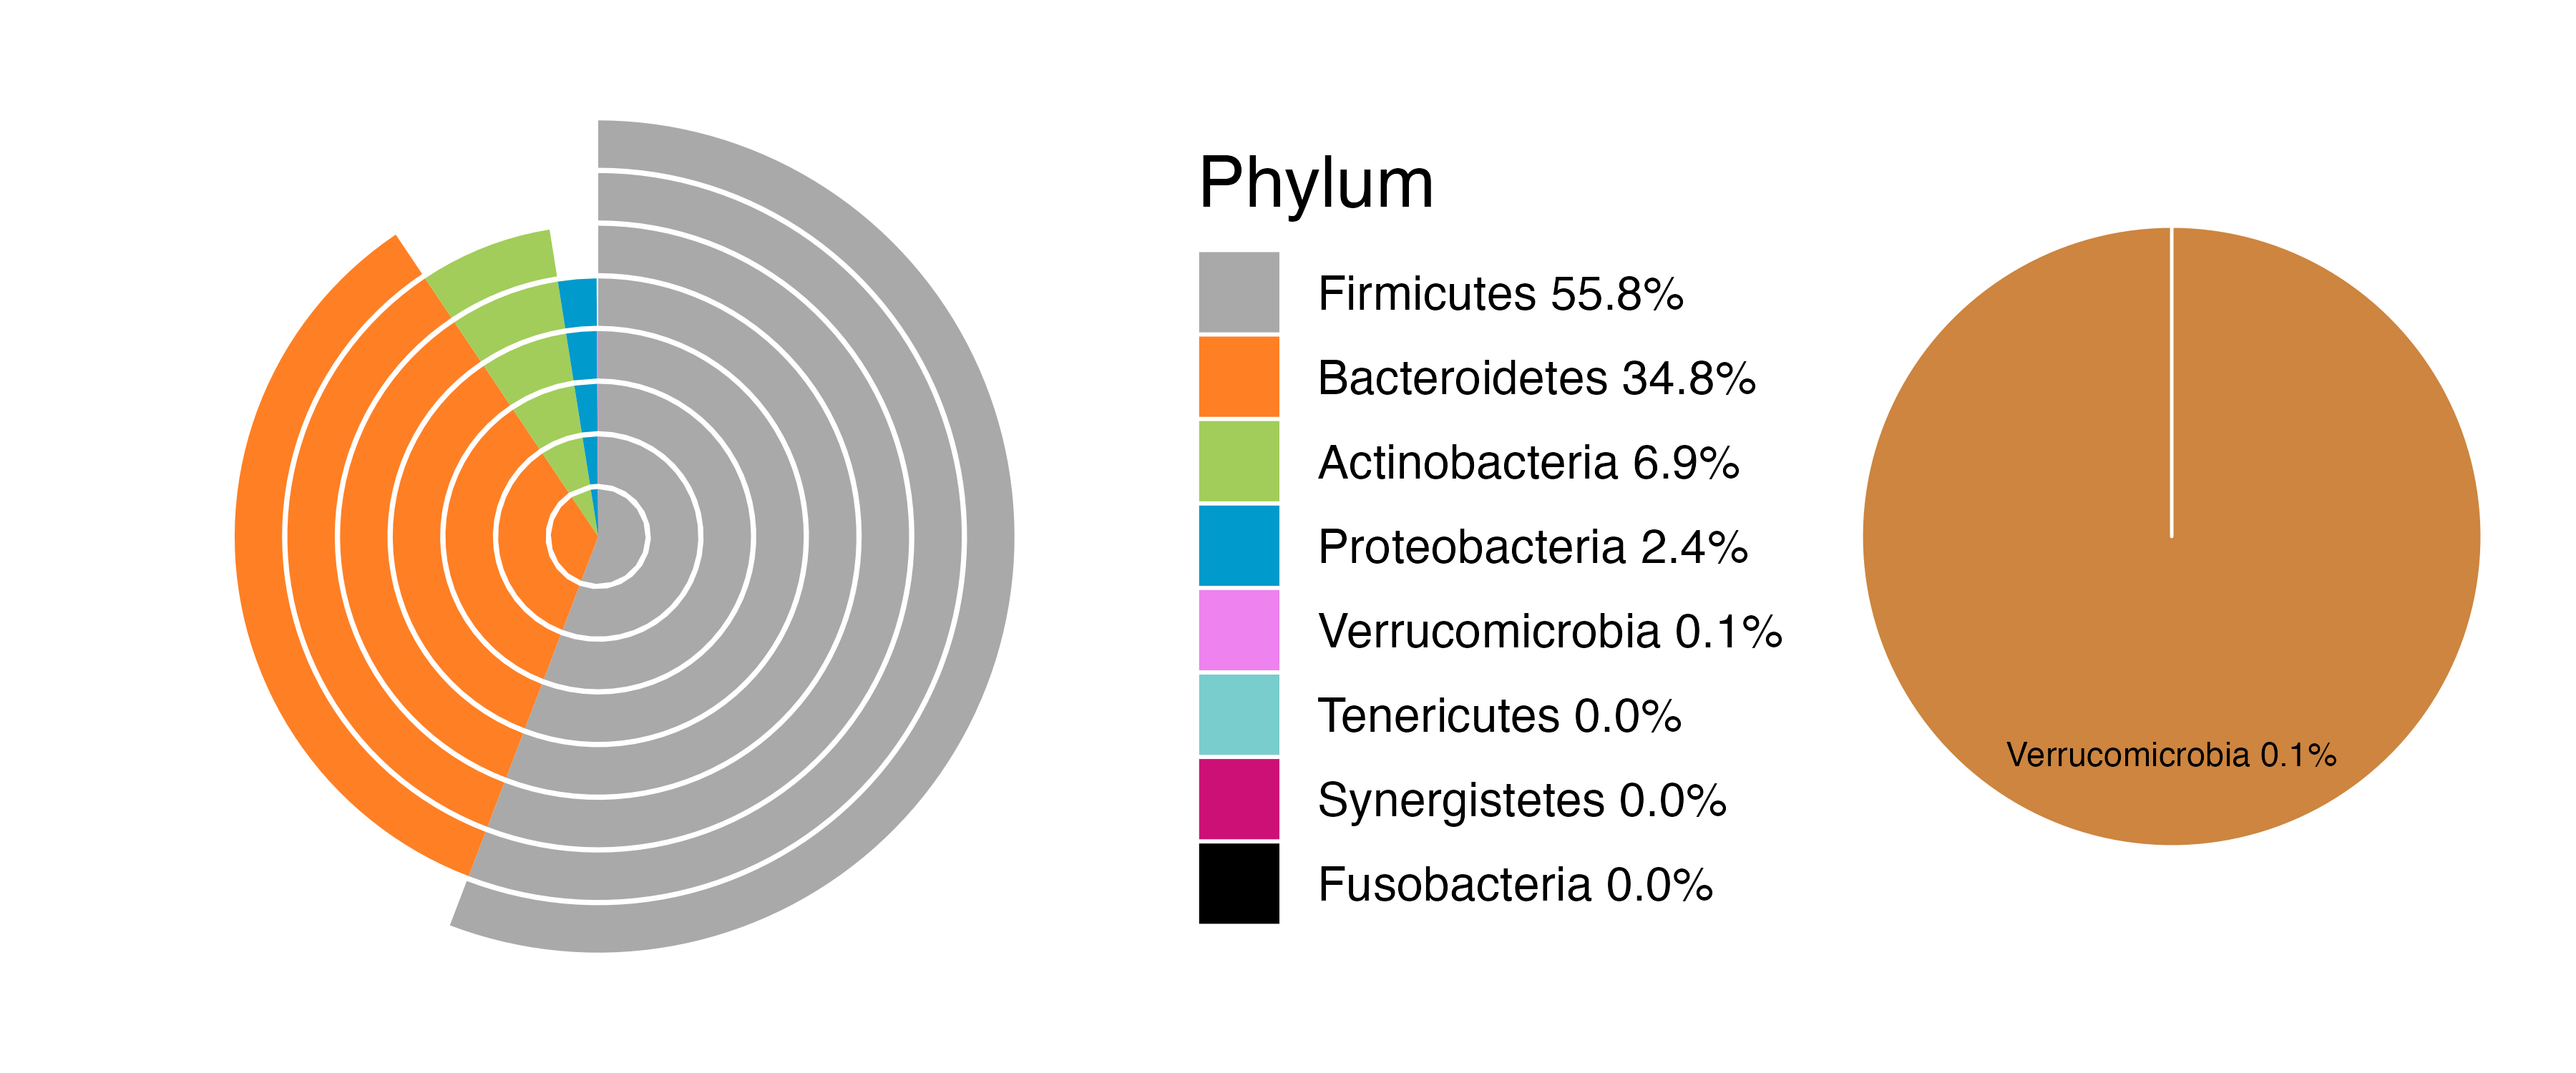 Phylum
Firmicutes 55.8%
Bacteroidetes 34.8%
Actinobacteria 6.9%
Proteobacteria 2.4%
Verrucomicrobia 0.1%
Tenericutes 0.0%
Synergistetes 0.0%
Fusobacteria 0.0%
Verrucomicrobia 0.1%